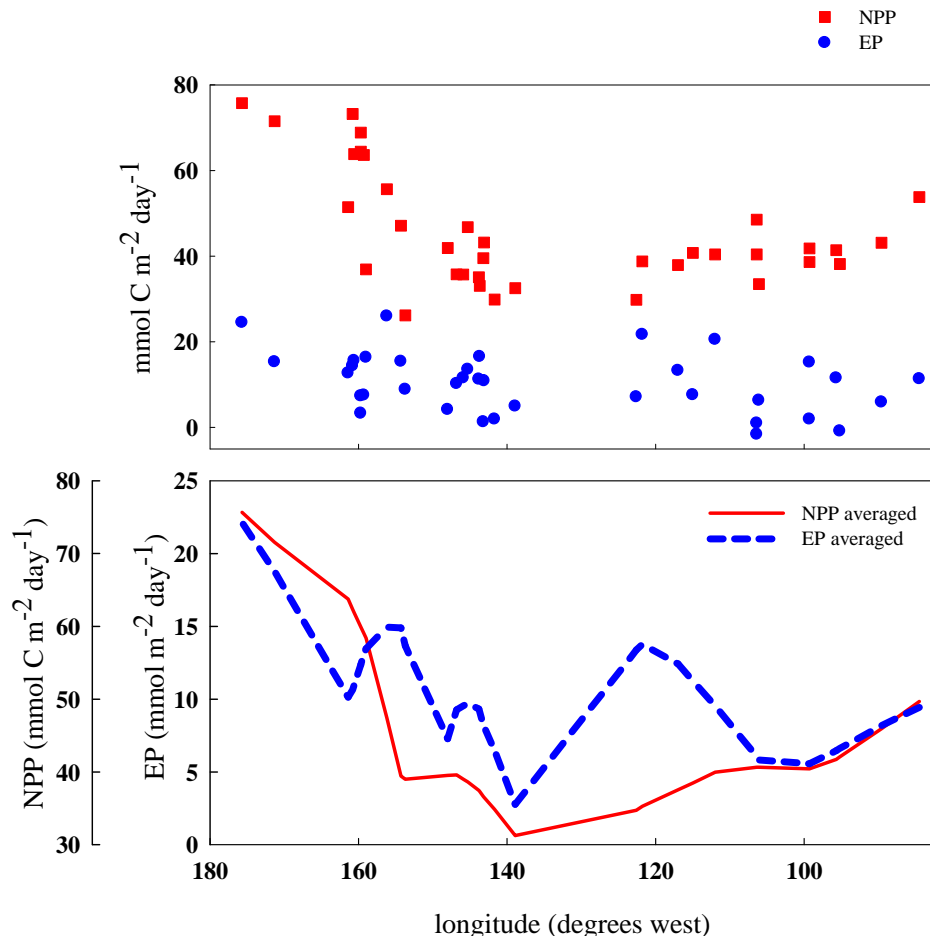 NPP
EP
80
60
40
20
0
mmol C m⁻² day⁻¹
80
70
60
50
40
30
NPP (mmol C m⁻² day⁻¹)
25
20
15
10
5
0
EP (mmol m⁻² day⁻¹)
NPP averaged
EP averaged
180 160 140 120 100
longitude (degrees west)